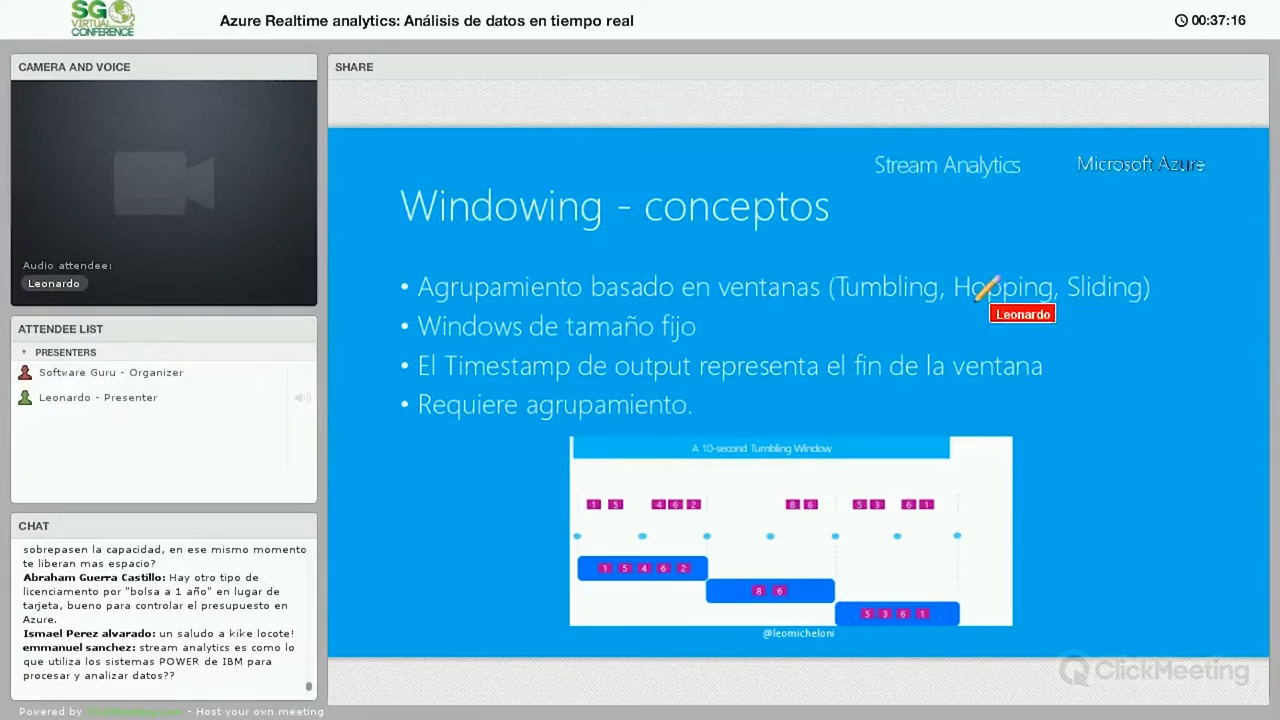 SG VIRTUAL CONFERENCE
Azure Realtime analytics: Análisis de datos en tiempo real
00:37:16
CAMERA AND VOICE
Audio attendee:
Leonardo
ATTENDEE LIST
PRESENTERS
Software Guru - Organizer
Leonardo - Presenter
CHAT
sobrepasen la capacidad, en ese mismo momento
te liberan mas espacio?
Abraham Guerra Castillo: Hay otro tipo de
licenciamiento por "bolsa a 1 año" en lugar de
tarjeta, bueno para controlar el presupuesto en
Azure.
Ismael Perez alvarado: un saludo a kike locote!
emmanuel sanchez: stream analytics es como lo
que utiliza los sistemas POWER de IBM para
procesar y analizar datos??
Powered by ClickMeeting.com - Host your own meeting
SHARE
Stream Analytics
Microsoft Azure
Windowing - conceptos
• Agrupamiento basado en ventanas (Tumbling, Hopping, Sliding)
Leonardo
• Windows de tamaño fijo
• El Timestamp de output representa el fin de la ventana
• Requiere agrupamiento.
A 10-second Tumbling Window
1 5 4 6 2 8 6 5 3 6 1
1 5 4 6 2
8 6
5 3 6 1
@leomicheloni
ClickMeeting